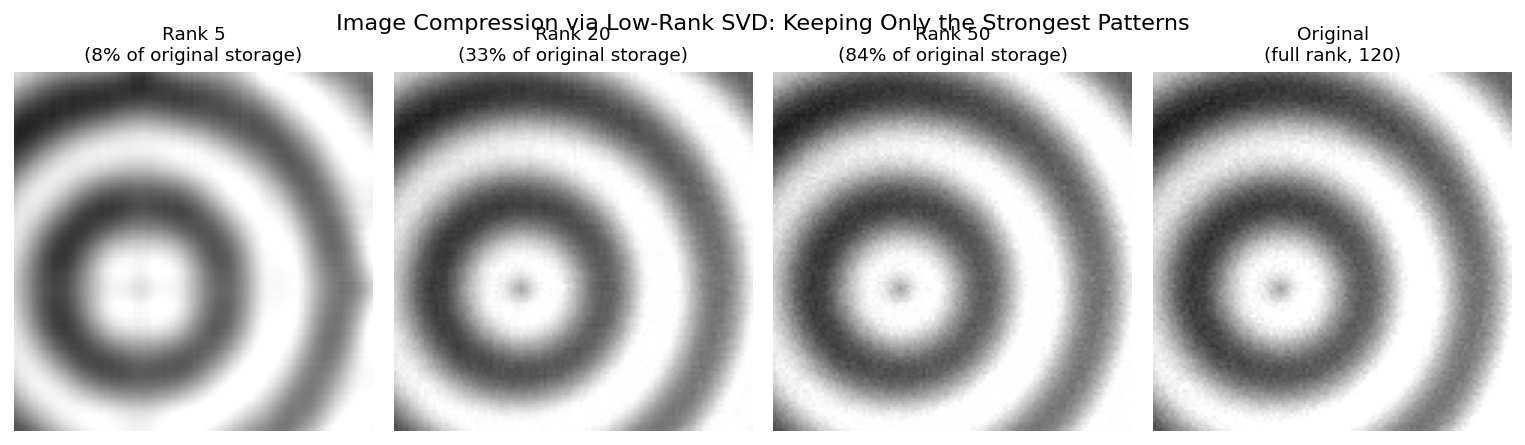 Image Compression via Low-Rank SVD: Keeping Only the Strongest Patterns
Rank 5
(8% of original storage)
Rank 20
(33% of original storage)
Rank 50
(84% of original storage)
Original
(full rank, 120)